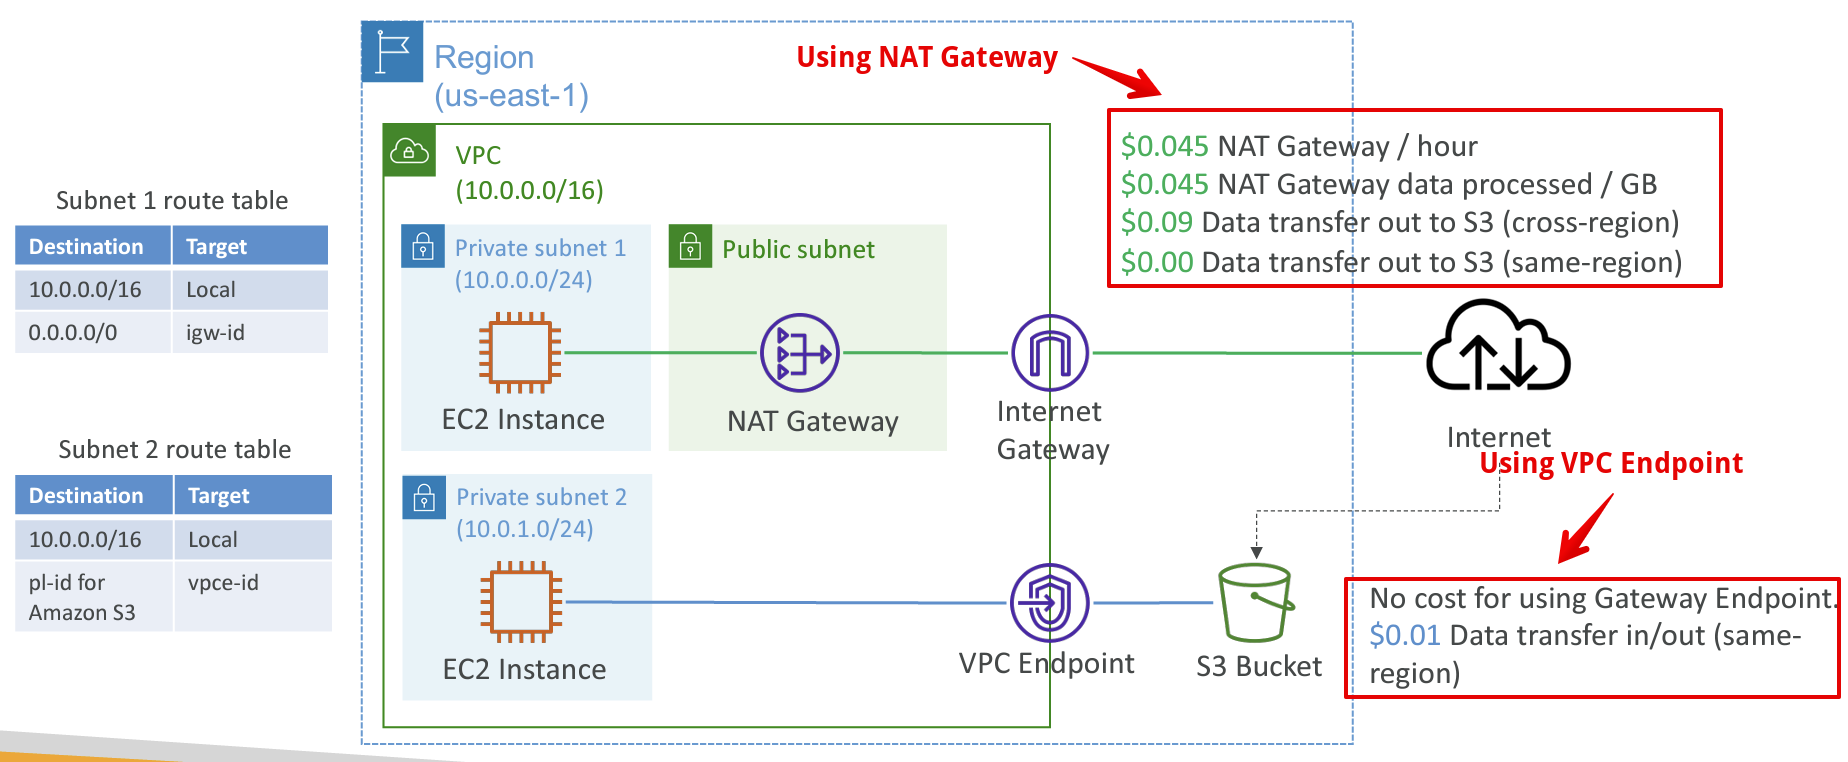 Using NAT Gateway
Region
(us-east-1)
$0.045 NAT Gateway / hour
$0.045 NAT Gateway data processed / GB
$0.09 Data transfer out to S3 (cross-region)
$0.00 Data transfer out to S3 (same-region)
VPC
(10.0.0.0/16)
Subnet 1 route table
Destination Target
10.0.0.0/16 Local
0.0.0.0/0 igw-id
Private subnet 1
(10.0.0.0/24)
Public subnet
EC2 Instance
NAT Gateway
Internet
Gateway
Internet
Using VPC Endpoint
Subnet 2 route table
Destination Target
10.0.0.0/16 Local
pl-id for vpce-id
Amazon S3
Private subnet 2
(10.0.1.0/24)
EC2 Instance
VPC Endpoint
S3 Bucket
No cost for using Gateway Endpoint.
$0.01 Data transfer in/out (same-
region)